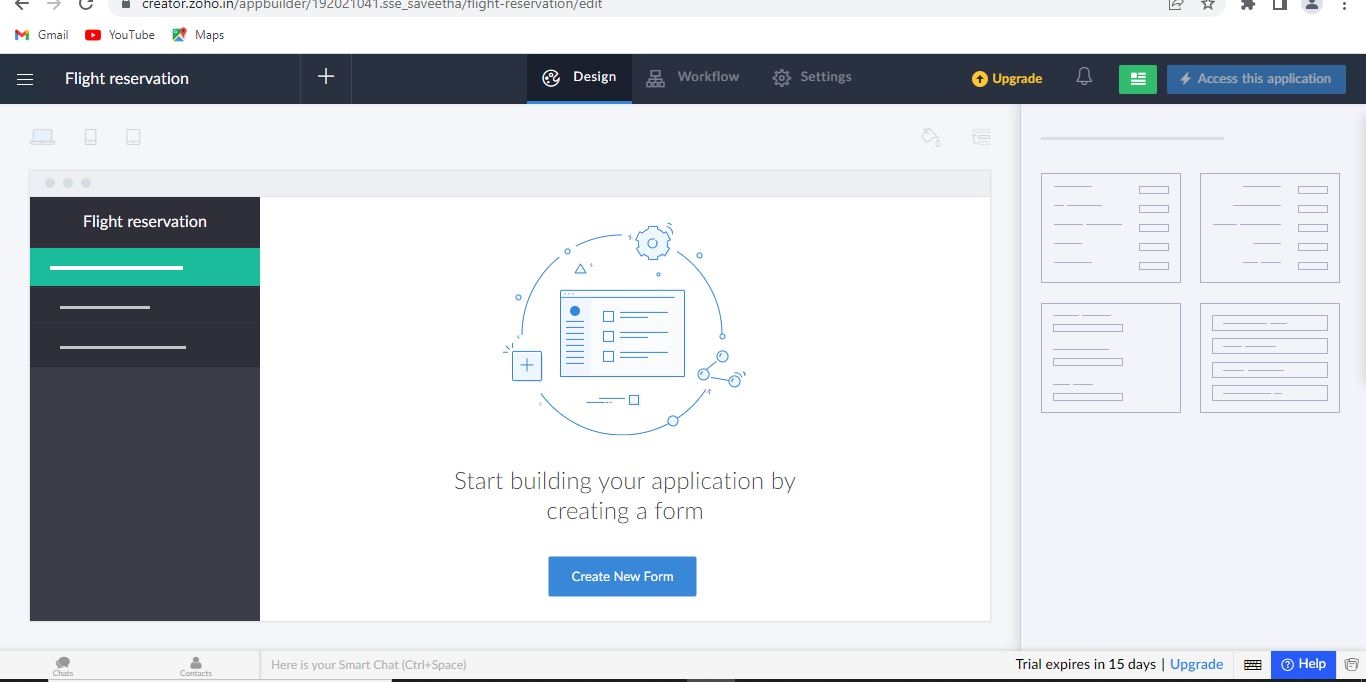 creator.zoho.in/appbuilder/192021041.sse_saveetha/flight-reservation/edit
Gmail YouTube Maps
Flight reservation + Design Workflow Settings Upgrade Access this application
Flight reservation
Start building your application by
creating a form
Create New Form
Chats Contacts Here is your Smart Chat (Ctrl+Space) Trial expires in 15 days | Upgrade Help